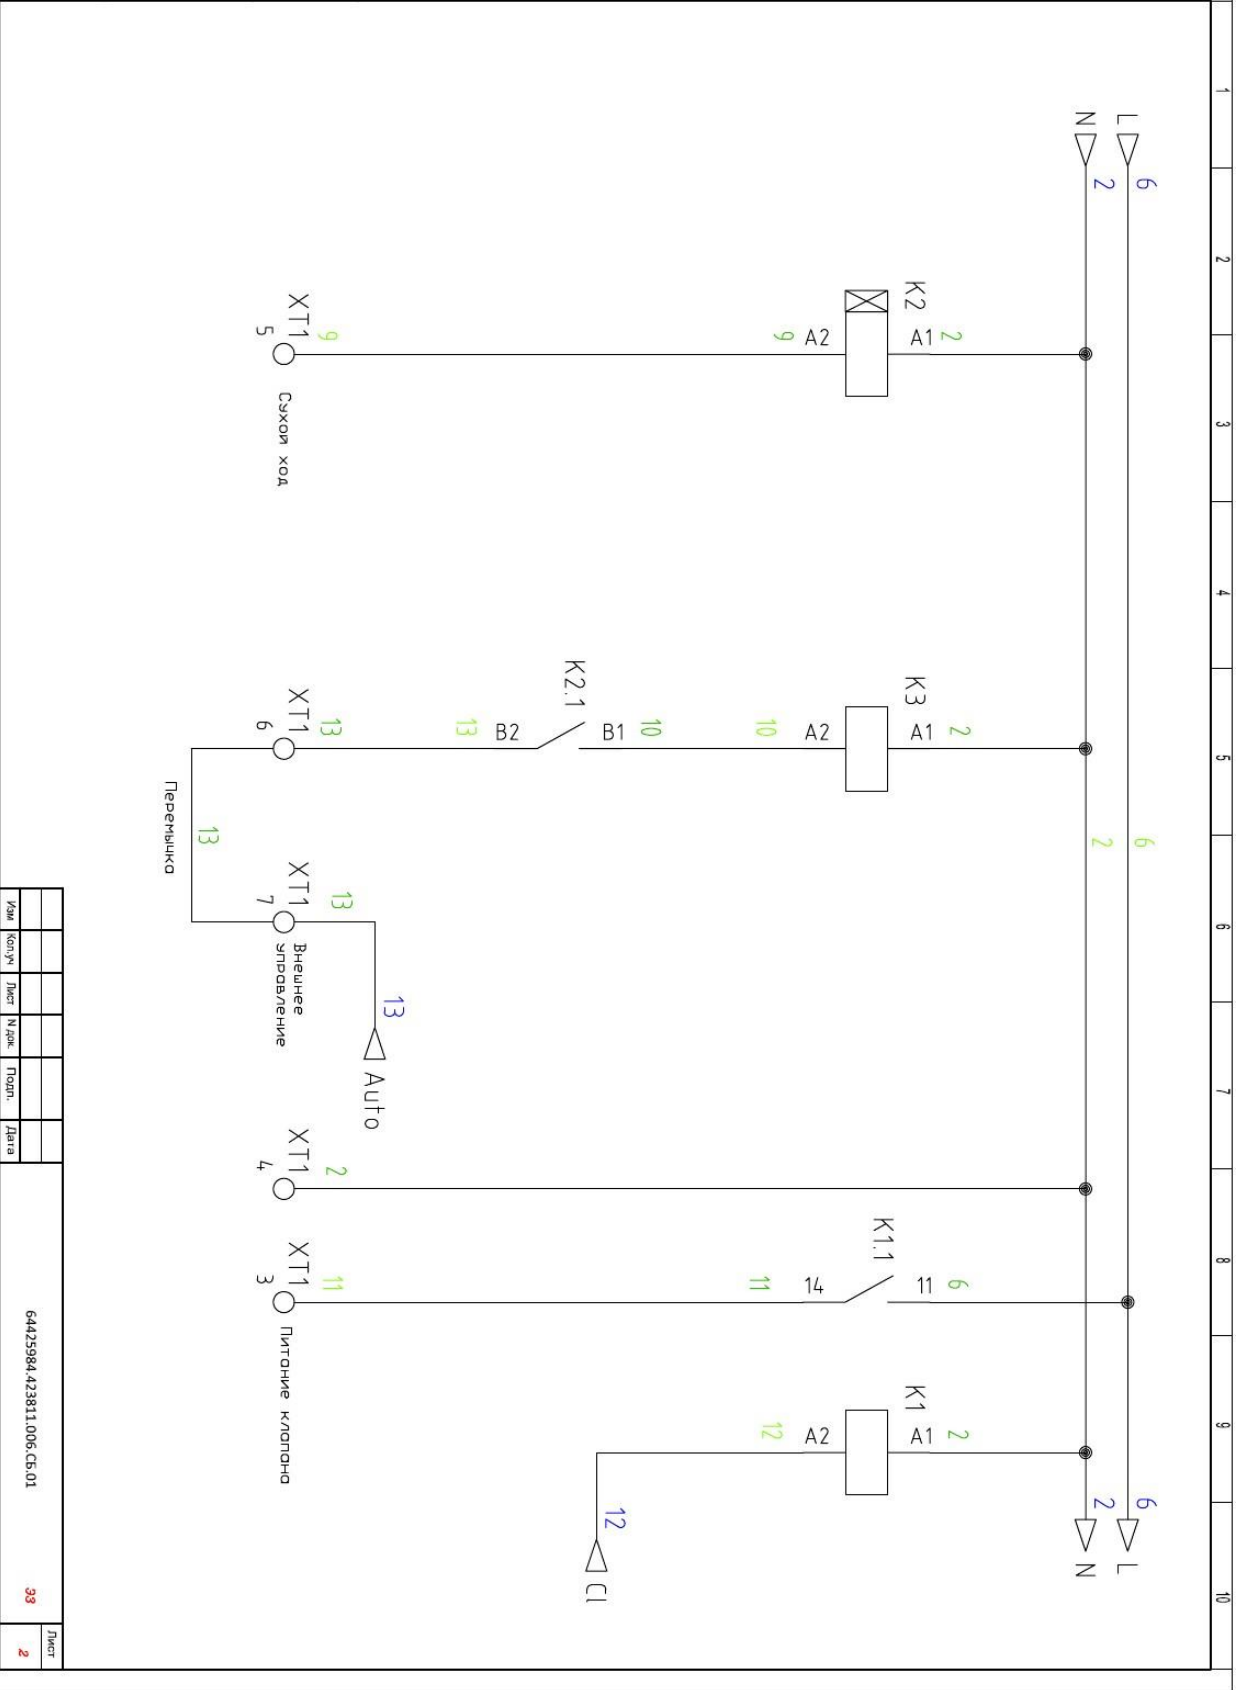 1 2 3 4 5 6 7 8 9 10
L 6 6 6 L
N 2 2 2 N
K2
A1 2
A2
9
K3
A1 2
A2
10
K1.1
11 6
14
11
K1
A1 2
A2
12
12
Cl
K2.1
B1 10
B2
13
XT1
5
9
Сухой ход
XT1
6
13
13
Перемычка
XT1
7
13
Внешнее
управление
13
Auto
XT1
4
2
XT1
3
11
Питание клапана
Изм Кол.уч Лист N док. Подп. Дата
64425984.423811.006.СБ.01
ЭЗ
Лист
2